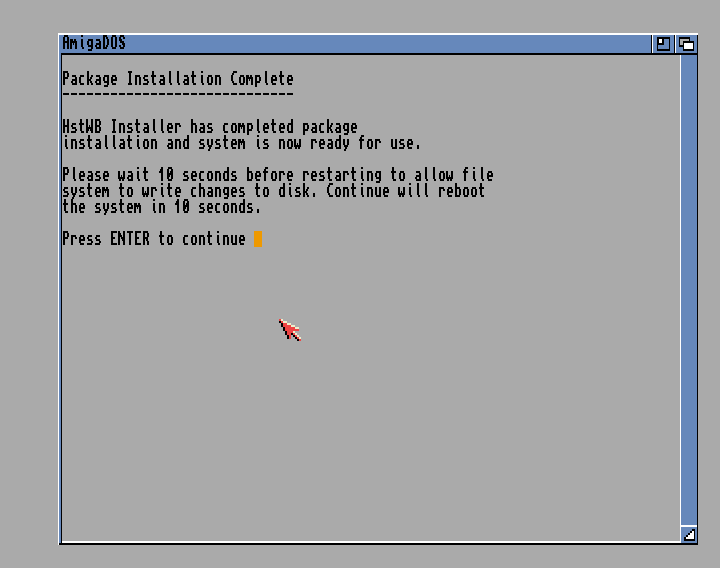 AmigaDOS
Package Installation Complete
-----------------------------
HstWB Installer has completed package
installation and system is now ready for use.
Please wait 10 seconds before restarting to allow file
system to write changes to disk. Continue will reboot
the system in 10 seconds.
Press ENTER to continue